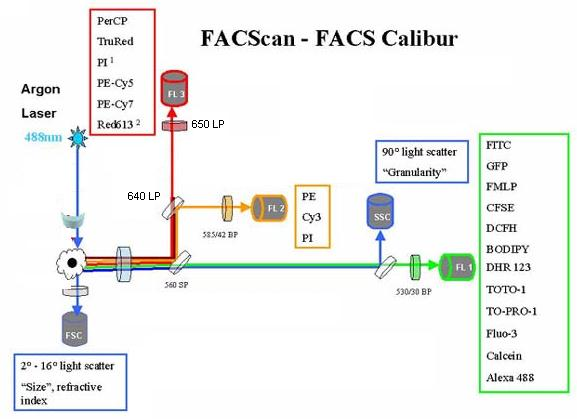 FACScan - FACS Calibur
PerCP
TruRed
PI 1
PE-Cy5
PE-Cy7
Red613 2
Argon
Laser
488nm
FL 3
650 LP
640 LP
585/42 BP
FL 2
PE
Cy3
PI
90° light scatter
“Granularity”
SSC
560 SP
530/30 BP
FL 1
FITC
GFP
FMLP
CFSE
DCFH
BODIPY
DHR 123
TOTO-1
TO-PRO-1
Fluo-3
Calcein
Alexa 488
FSC
2° - 16° light scatter
“Size”, refractive
index